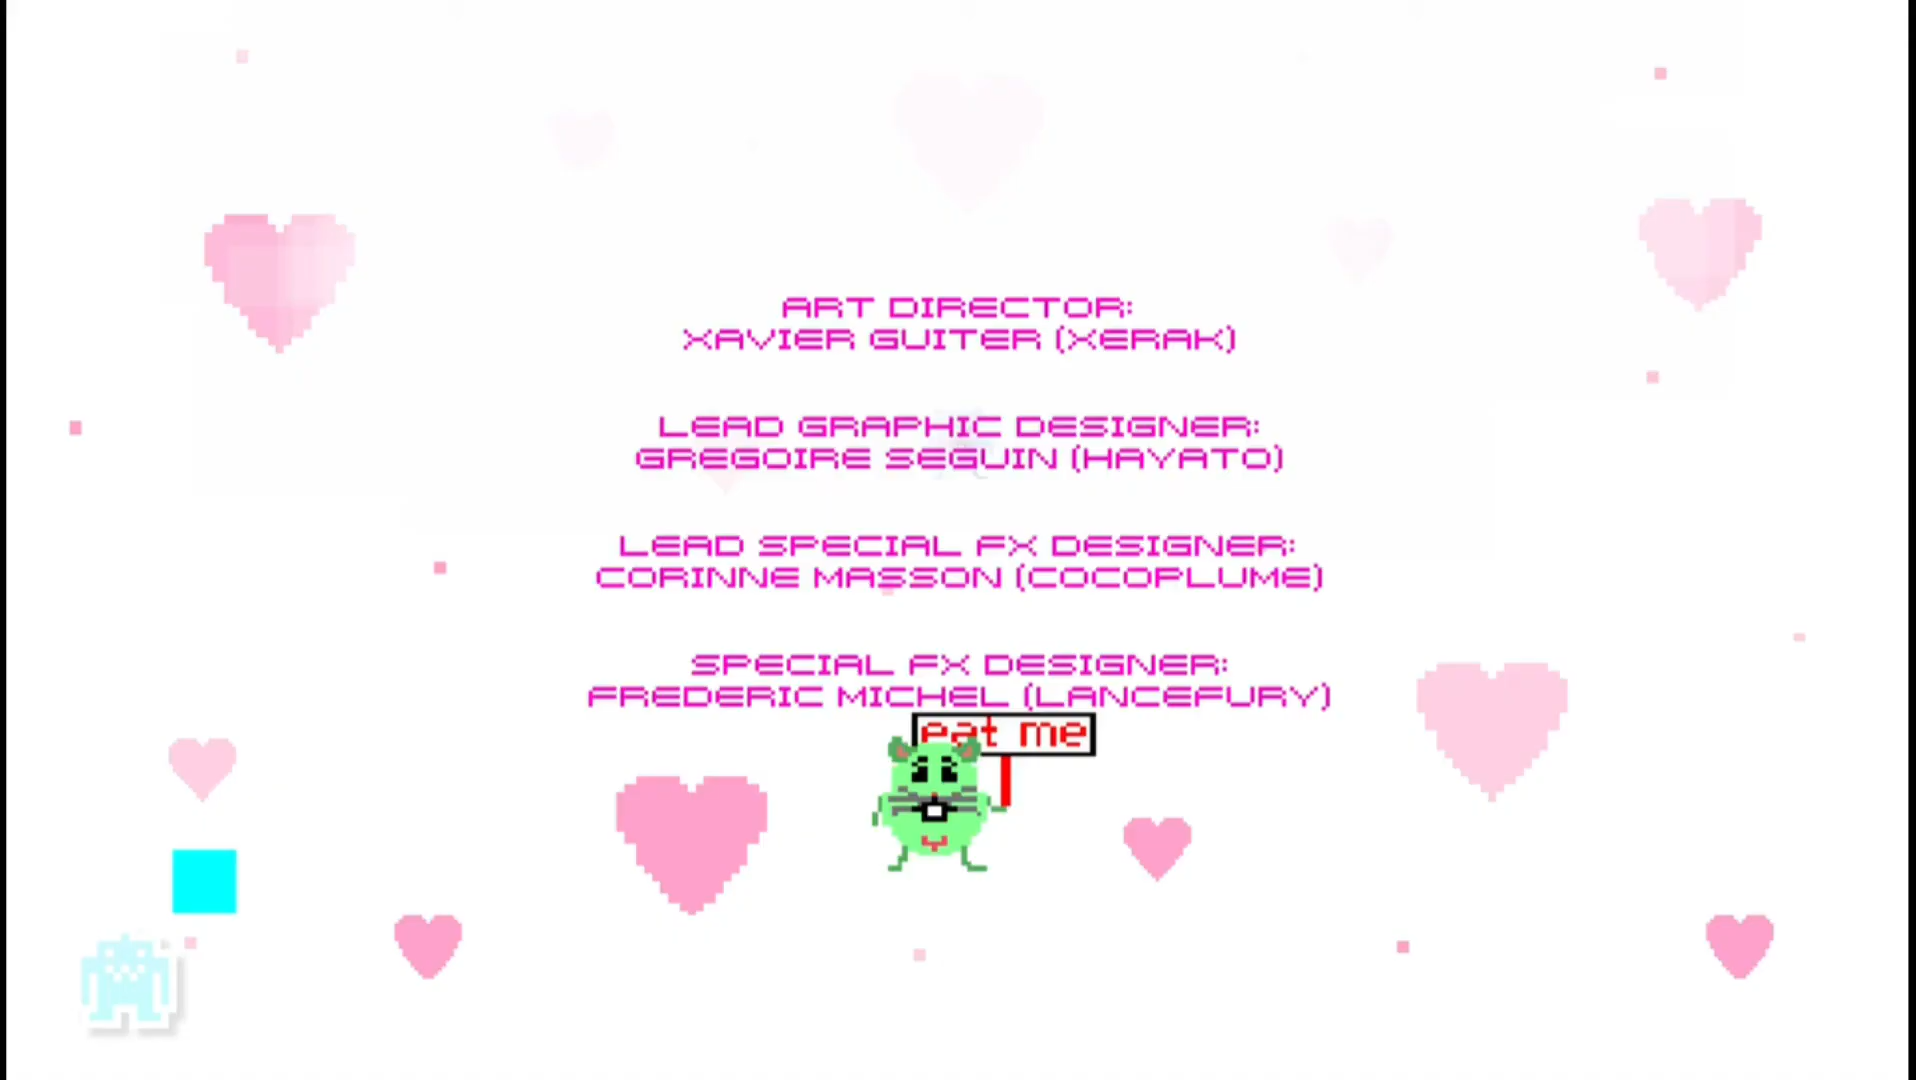 ART DIRECTOR:
XAVIER GUITER (XERAK)
LEAD GRAPHIC DESIGNER:
GREGOIRE SEGUIN (HAYATO)
LEAD SPECIAL FX DESIGNER:
CORINNE MASSON (COCOPLUME)
SPECIAL FX DESIGNER:
FREDERIC MICHEL (LANCEFURY)
eat me